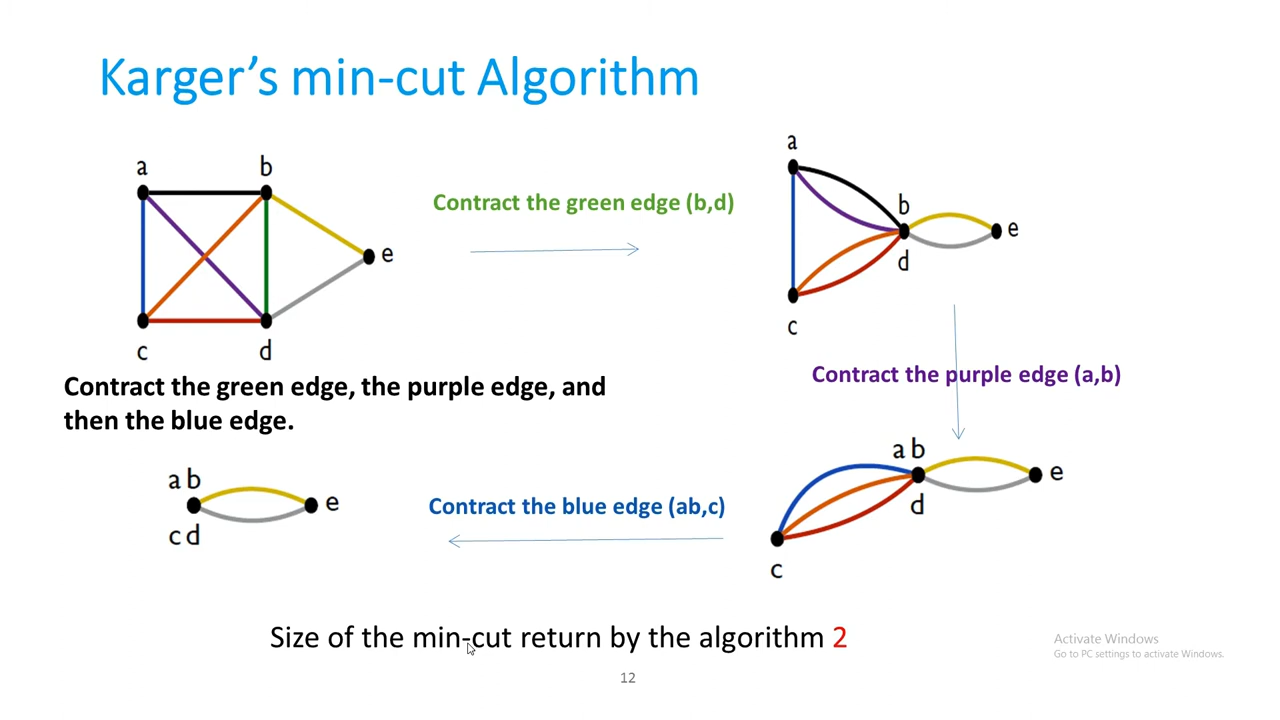 Karger's min-cut Algorithm
a
b
e
c
d
Contract the green edge (b,d)
a
b
e
d
c
Contract the green edge, the purple edge, and
then the blue edge.
Contract the purple edge (a,b)
a b
e
d
c
Contract the blue edge (ab,c)
a b
e
c d
Size of the min-cut return by the algorithm 2
Activate Windows
Go to PC settings to activate Windows.
12